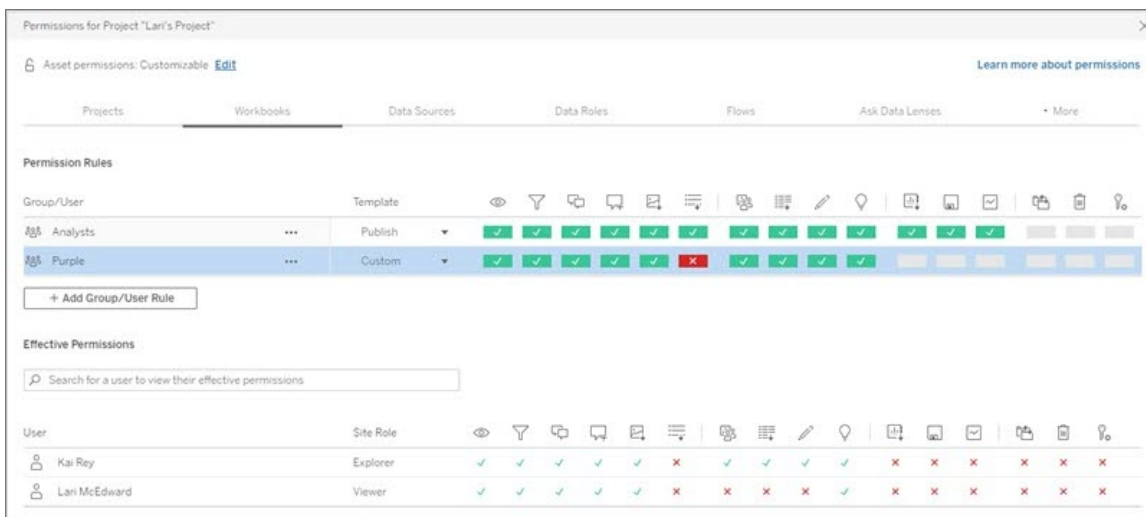 Permissions for Project "Lari's Project"
Asset permissions: Customizable Edit
Learn more about permissions
Projects Workbooks Data Sources Data Roles Flows Ask Data Lenses • More
Permission Rules
Group/User Template
Analysts ••• Publish
Purple ••• Custom
+ Add Group/User Rule
Effective Permissions
Search for a user to view their effective permissions
User Site Role
Kai Rey Explorer
Lari McEdward Viewer